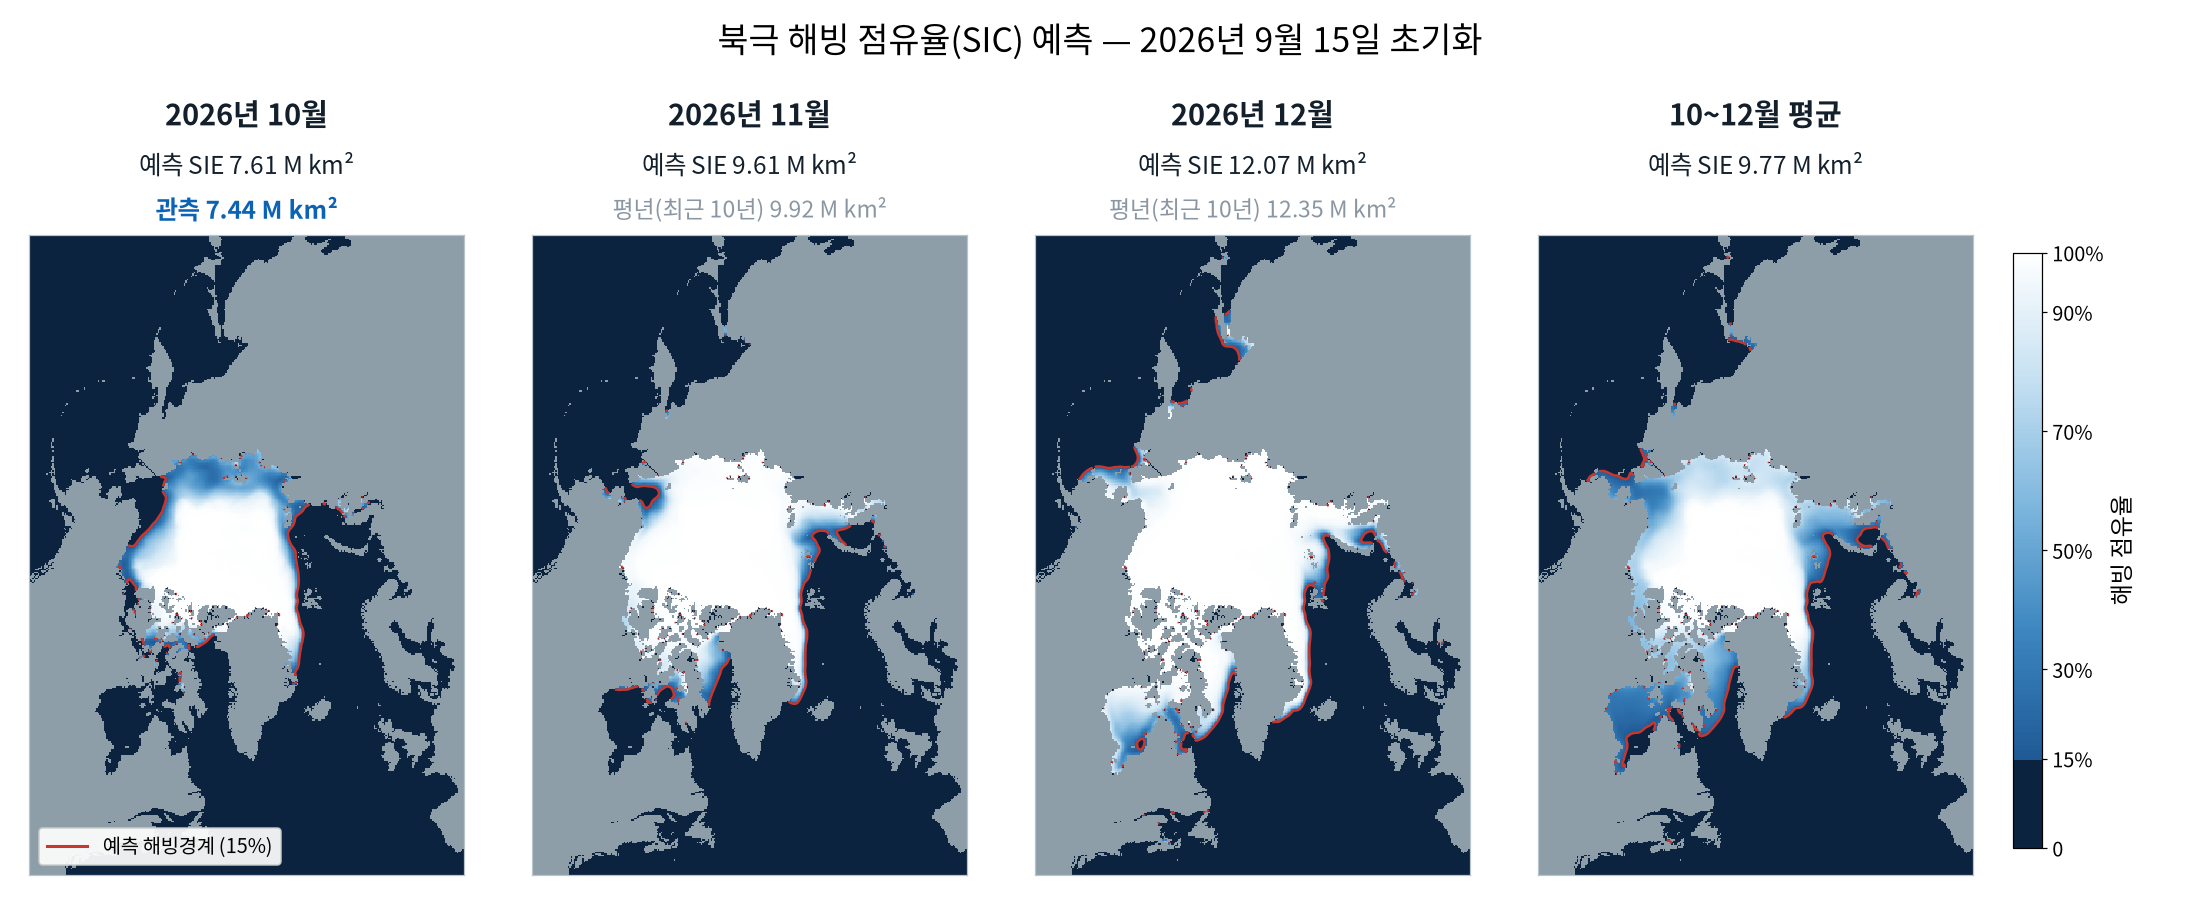 북극 해빙 점유율(SIC) 예측 — 2026년 9월 15일 초기화
2026년 10월
예측 SIE 7.61 M km²
관측 7.44 M km²
2026년 11월
예측 SIE 9.61 M km²
평년(최근 10년) 9.92 M km²
2026년 12월
예측 SIE 12.07 M km²
평년(최근 10년) 12.35 M km²
10~12월 평균
예측 SIE 9.77 M km²
예측 해빙경계 (15%)
100%
90%
70%
50%
30%
15%
0
해빙 점유율